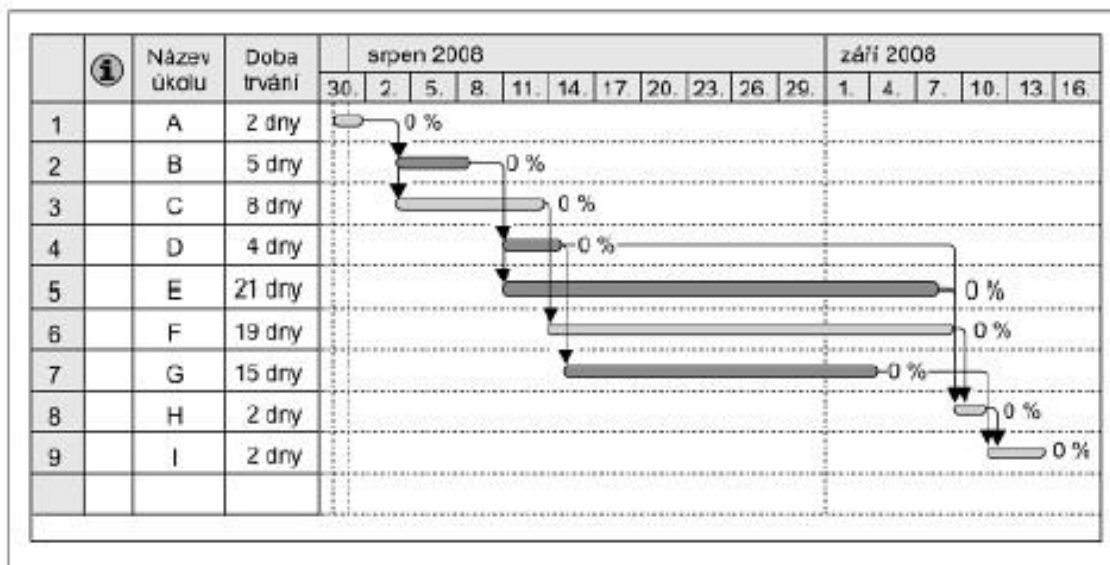 Název úkolu Doba trvání srpen 2008 září 2008
30. 2. 5. 8. 11. 14. 17. 20. 23. 26. 29. 1. 4. 7. 10. 13. 16.
1 A 2 dny 0 %
2 B 5 dny 0 %
3 C 8 dny 0 %
4 D 4 dny 0 %
5 E 21 dny 0 %
6 F 19 dny 0 %
7 G 15 dny 0 %
8 H 2 dny 0 %
9 I 2 dny 0 %